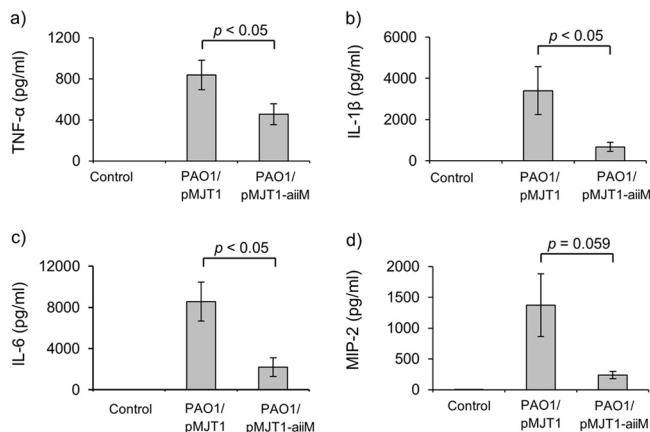 a)
p < 0.05
TNF-α (pg/ml)
1200
800
400
0
Control
PAO1/
pMJT1
PAO1/
pMJT1-aiiM
b)
p < 0.05
IL-1β (pg/ml)
6000
4000
2000
0
Control
PAO1/
pMJT1
PAO1/
pMJT1-aiiM
c)
p < 0.05
IL-6 (pg/ml)
12000
8000
4000
0
Control
PAO1/
pMJT1
PAO1/
pMJT1-aiiM
d)
p = 0.059
MIP-2 (pg/ml)
2000
1500
1000
500
0
Control
PAO1/
pMJT1
PAO1/
pMJT1-aiiM